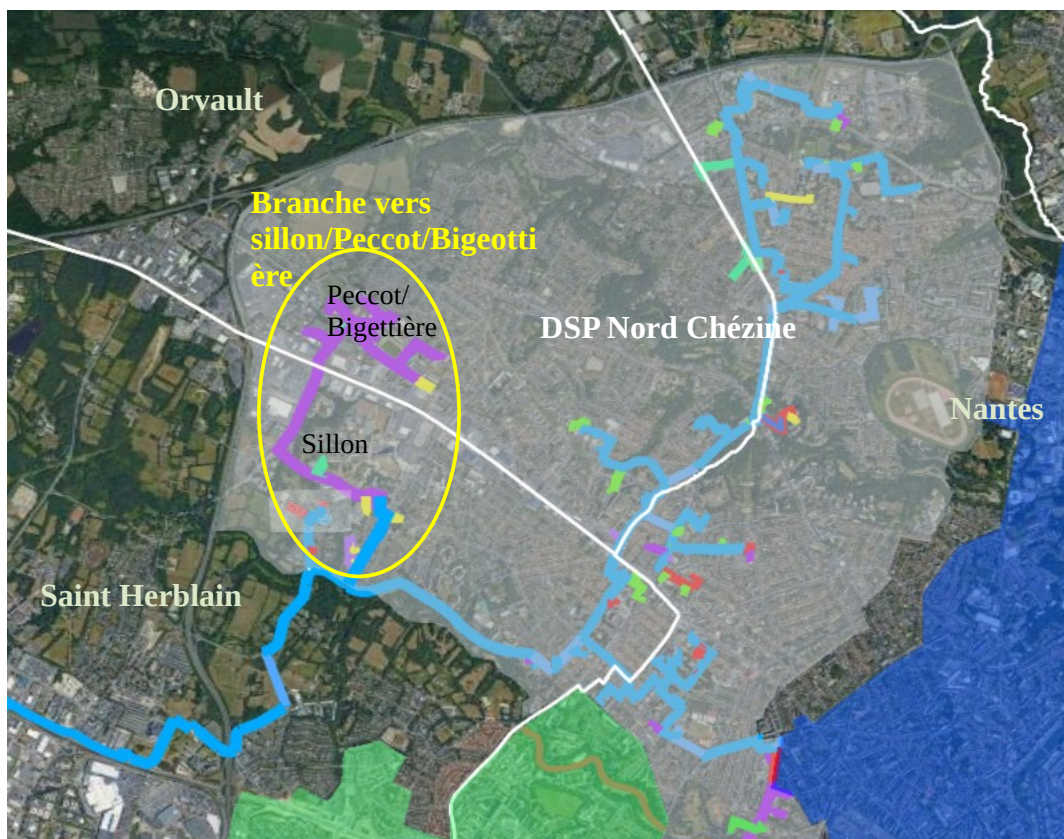 Orvault
Branche vers
sillon/Peccot/Bigeotti
ère
Peccot/
Bigettière
DSP Nord Chézine
Nantes
Sillon
Saint Herblain